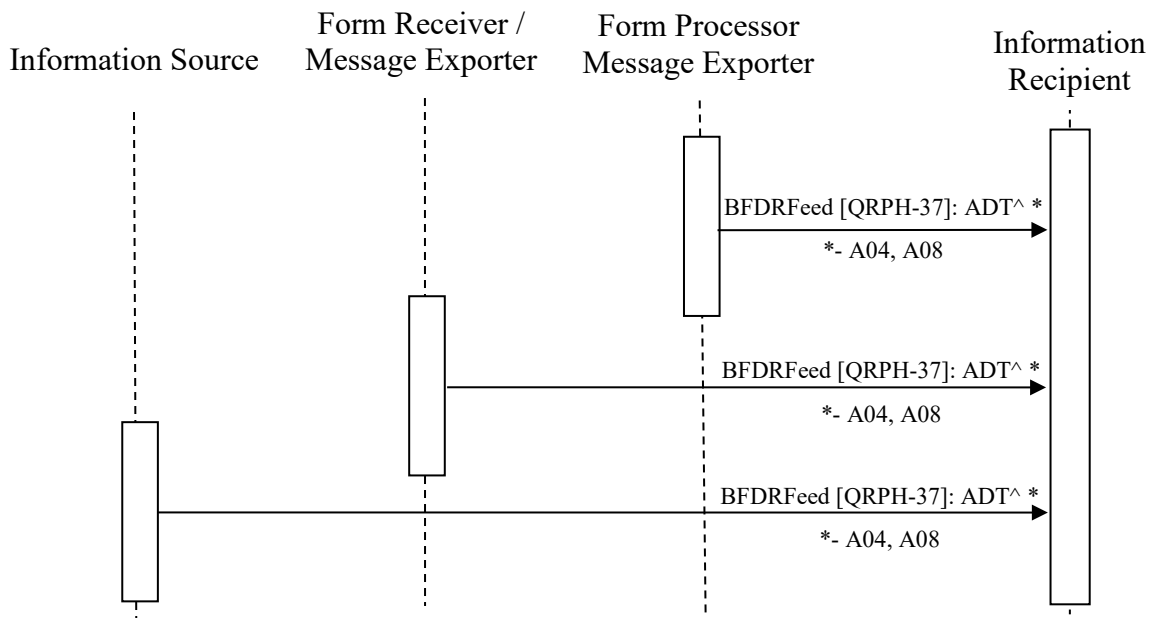 Information Source
Form Receiver /
Message Exporter
Form Processor
Message Exporter
Information
Recipient
BFDRFeed [QRPH-37]: ADT^ *
*- A04, A08
BFDRFeed [QRPH-37]: ADT^ *
*- A04, A08
BFDRFeed [QRPH-37]: ADT^ *
*- A04, A08